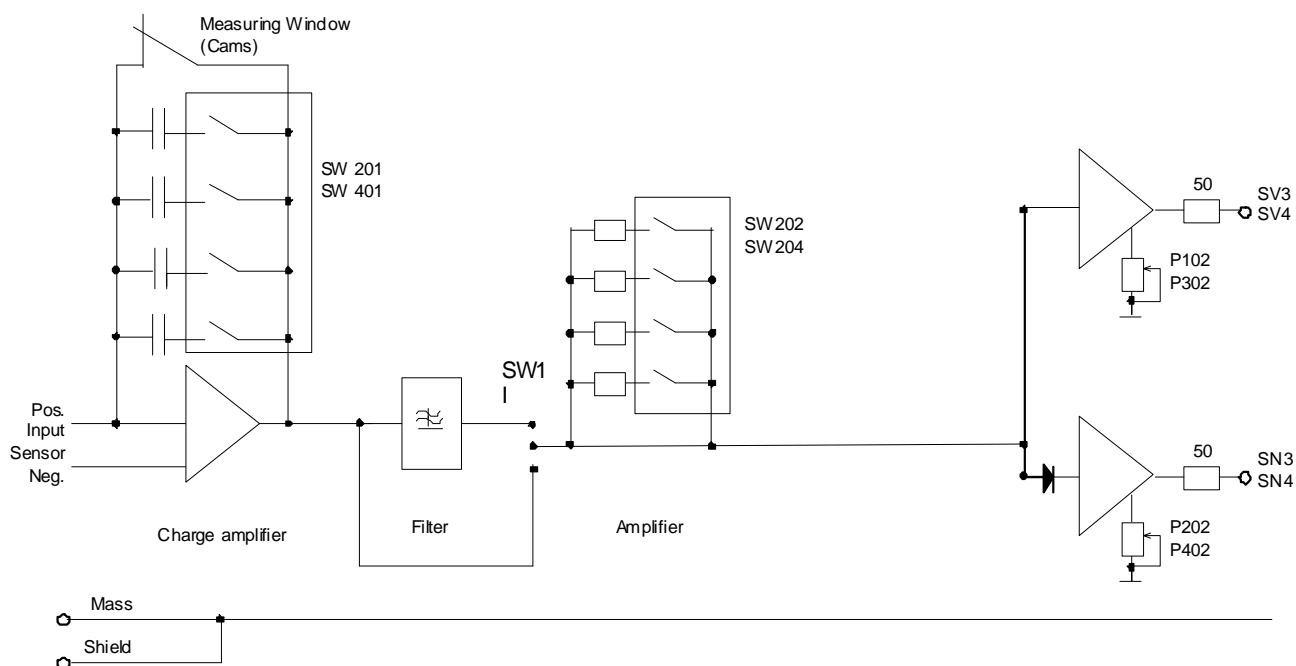 Measuring Window
(Cams)
SW 201
SW 401
SW202
SW204
50
SV3
SV4
P102
P302
SW1
I
Pos.
Input
Sensor
Neg.
50
SN3
SN4
P202
P402
Charge amplifier
Filter
Amplifier
Mass
Shield